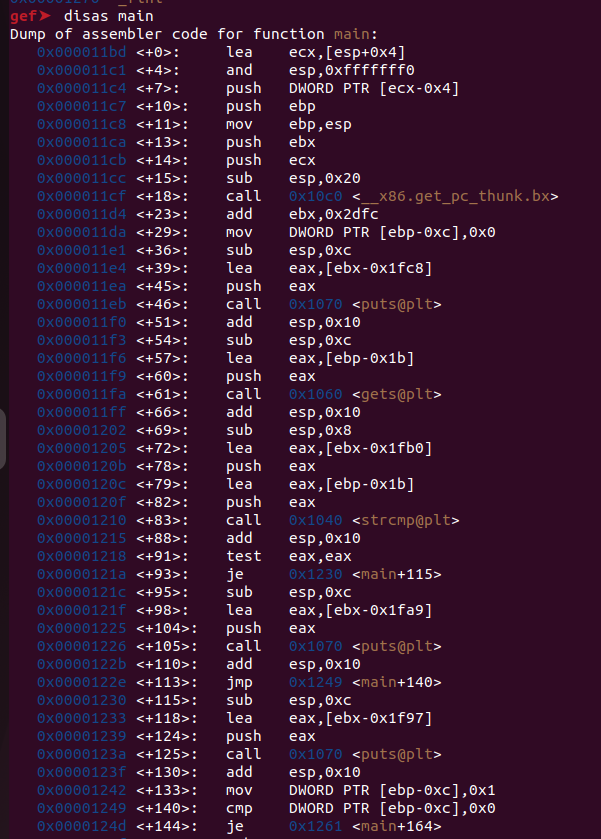 gef➤ disas main
Dump of assembler code for function main:
0x000011bd <+0>: lea ecx,[esp+0x4]
0x000011c1 <+4>: and esp,0xfffffff0
0x000011c4 <+7>: push DWORD PTR [ecx-0x4]
0x000011c7 <+10>: push ebp
0x000011c8 <+11>: mov ebp,esp
0x000011ca <+13>: push ebx
0x000011cb <+14>: push ecx
0x000011cc <+15>: sub esp,0x20
0x000011cf <+18>: call 0x10c0 <__x86.get_pc_thunk.bx>
0x000011d4 <+23>: add ebx,0x2dfc
0x000011da <+29>: mov DWORD PTR [ebp-0xc],0x0
0x000011e1 <+36>: sub esp,0xc
0x000011e4 <+39>: lea eax,[ebx-0x1fc8]
0x000011ea <+45>: push eax
0x000011eb <+46>: call 0x1070 <puts@plt>
0x000011f0 <+51>: add esp,0x10
0x000011f3 <+54>: sub esp,0xc
0x000011f6 <+57>: lea eax,[ebp-0x1b]
0x000011f9 <+60>: push eax
0x000011fa <+61>: call 0x1060 <gets@plt>
0x000011ff <+66>: add esp,0x10
0x00001202 <+69>: sub esp,0x8
0x00001205 <+72>: lea eax,[ebx-0x1fb0]
0x0000120b <+78>: push eax
0x0000120c <+79>: lea eax,[ebp-0x1b]
0x0000120f <+82>: push eax
0x00001210 <+83>: call 0x1040 <strcmp@plt>
0x00001215 <+88>: add esp,0x10
0x00001218 <+91>: test eax,eax
0x0000121a <+93>: je 0x1230 <main+115>
0x0000121c <+95>: sub esp,0xc
0x0000121f <+98>: lea eax,[ebx-0x1fa9]
0x00001225 <+104>: push eax
0x00001226 <+105>: call 0x1070 <puts@plt>
0x0000122b <+110>: add esp,0x10
0x0000122e <+113>: jmp 0x1249 <main+140>
0x00001230 <+115>: sub esp,0xc
0x00001233 <+118>: lea eax,[ebx-0x1f97]
0x00001239 <+124>: push eax
0x0000123a <+125>: call 0x1070 <puts@plt>
0x0000123f <+130>: add esp,0x10
0x00001242 <+133>: mov DWORD PTR [ebp-0xc],0x1
0x00001249 <+140>: cmp DWORD PTR [ebp-0xc],0x0
0x0000124d <+144>: je 0x1261 <main+164>